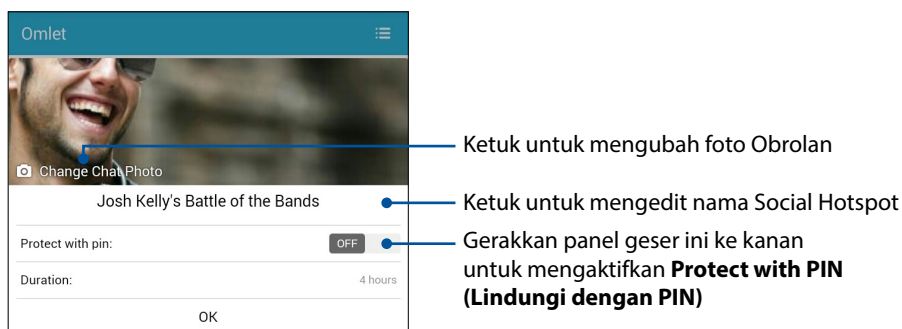 Omlet
Change Chat Photo
Josh Kelly's Battle of the Bands
Protect with pin:
OFF
Duration:
4 hours
OK
Ketuk untuk mengubah foto Obrolan
Ketuk untuk mengedit nama Social Hotspot
Gerakkan panel geser ini ke kanan
untuk mengaktifkan Protect with PIN
(Lindungi dengan PIN)